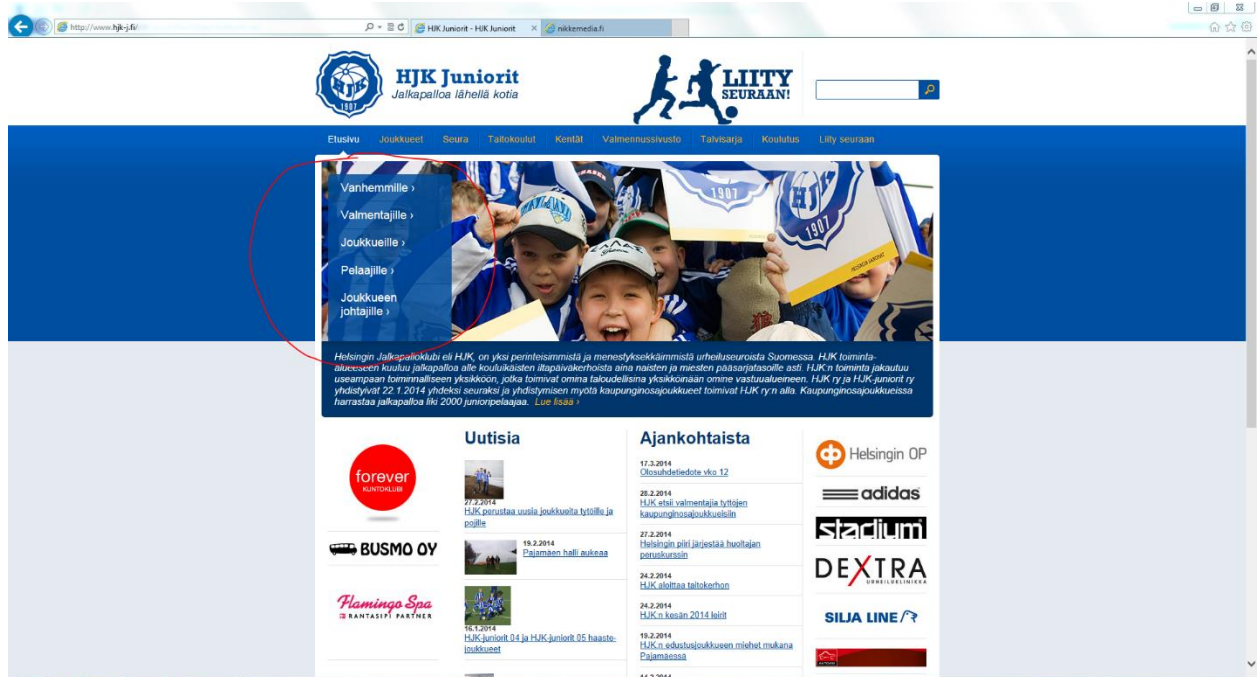 http://www.hjk-j.fi/
HJK Juniorit - HJK Juniorit
nikkemedia.fi
HJK
1907
HJK Juniorit
Jalkapalloa lähellä kotia
LIITY
SEURAAN!
Etusivu Joukkueet Seura Taitokoulut Kentät Valmennussivusto Talvisarja Koulutus Liity seuraan
Vanhemmille ›
Valmentajille ›
Joukkueille ›
Pelaajille ›
Joukkueen
johtajille ›
1907
HJK
1907
Helsingin Jalkapalloklubi eli HJK, on yksi perinteisimmistä ja menestyksekkäimmistä urheiluseuroista Suomessa. HJK toiminta-
alueeseen kuuluu jalkapalloa alle kouluikäisten iltapäiväkerhoista aina naisten ja miesten pääsarjatasoille asti. HJK:n toiminta jakautuu
useampaan toiminnalliseen yksikköön, jotka toimivat omina taloudellisina yksikköinään omine vastuualueineen. HJK ry ja HJK-juniorit ry
yhdistyivät 22.1.2014 yhdeksi seuraksi ja yhdistymisen myötä kaupunginosajoukkueet toimivat HJK ry:n alla. Kaupunginosajoukkueissa
harrastaa jalkapalloa liki 2000 junioripelaajaa. Lue lisää ›
forever
KUNTOKLUBI
BUSMO OY
Flamingo Spa
RANTASIPI PARTNER
Uutisia
27.2.2014
HJK perustaa uusia joukkueita tytöille ja
pojille
19.2.2014
Pajamäen halli aukeaa
16.1.2014
HJK-juniorit 04 ja HJK-juniorit 05 haaste-
joukkueet
Ajankohtaista
17.3.2014
Olosuhdetiedote vko 12
28.2.2014
HJK etsii valmentajia tyttöjen
kaupunginosajoukkueisiin
27.2.2014
Helsingin piiri järjestää huoltajan
peruskurssin
24.2.2014
HJK aloittaa taitokerhon
24.2.2014
HJK:n kesän 2014 leirit
19.2.2014
HJK:n edustusjoukkueen miehet mukana
Pajamäessä
14.2.2014
Helsingin OP
adidas
stadium
DEXTRA
URHEILUKLINIKKA
SILJA LINE